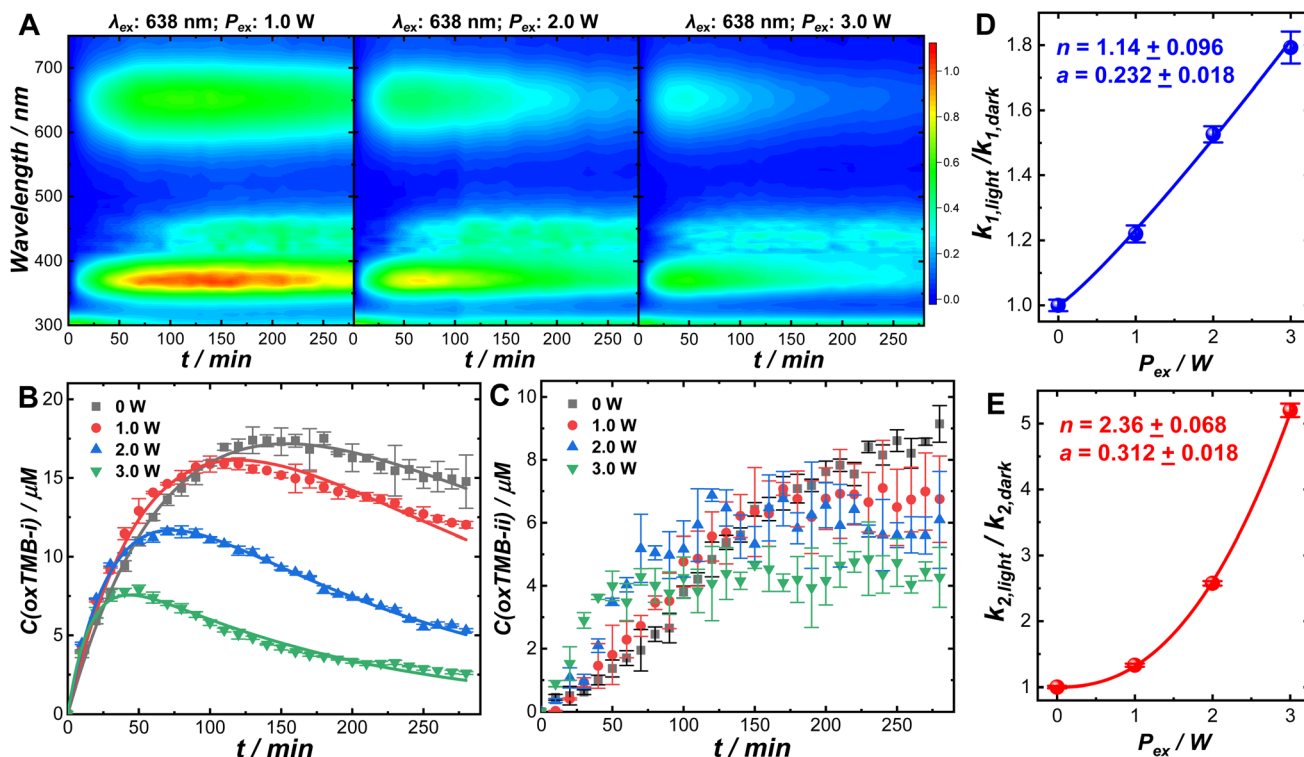 A
λex: 638 nm; Pex: 1.0 W
λex: 638 nm; Pex: 2.0 W
λex: 638 nm; Pex: 3.0 W
Wavelength / nm
700
600
500
400
300
0 50 100 150 200 250
50 100 150 200 250
50 100 150 200 250
t / min
t / min
t / min
1.0
0.8
0.6
0.4
0.2
0.0
B
C(oxTMB-i) / μM
20
15
10
5
0
0 W
1.0 W
2.0 W
3.0 W
0 50 100 150 200 250
t / min
C
C(oxTMB-ii) / μM
10
8
6
4
2
0
0 W
1.0 W
2.0 W
3.0 W
0 50 100 150 200 250
t / min
D
k1,light /k1,dark
1.8
1.6
1.4
1.2
1.0
n = 1.14 ± 0.096
a = 0.232 ± 0.018
0 1 2 3
Pex / W
E
k2,light / k2,dark
5
4
3
2
1
n = 2.36 ± 0.068
a = 0.312 ± 0.018
0 1 2 3
Pex / W